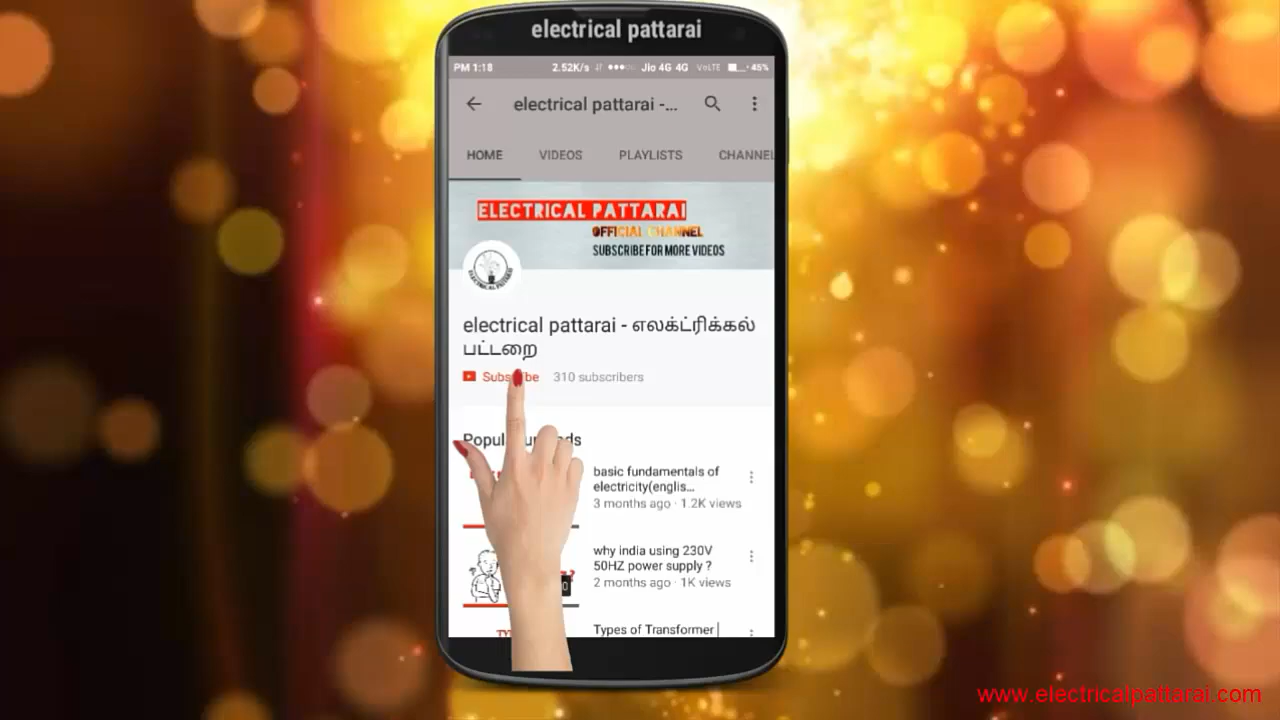 electrical pattarai
PM 1:18 2.52K/s Jio 4G 4G VoLTE 45%
electrical pattarai -...
HOME VIDEOS PLAYLISTS CHANNEL
ELECTRICAL PATTARAI
OFFICIAL CHANNEL
SUBSCRIBE FOR MORE VIDEOS
ELECTRICAL PATTARAI
electrical pattarai - எலக்ட்ரிக்கல்
பட்டறை
Subscribe 310 subscribers
basic fundamentals of
electricity(englis...
3 months ago · 1.2K views
why india using 230V
50HZ power supply ?
2 months ago · 1K views
Types of Transformer |
www.electricalpattarai.com